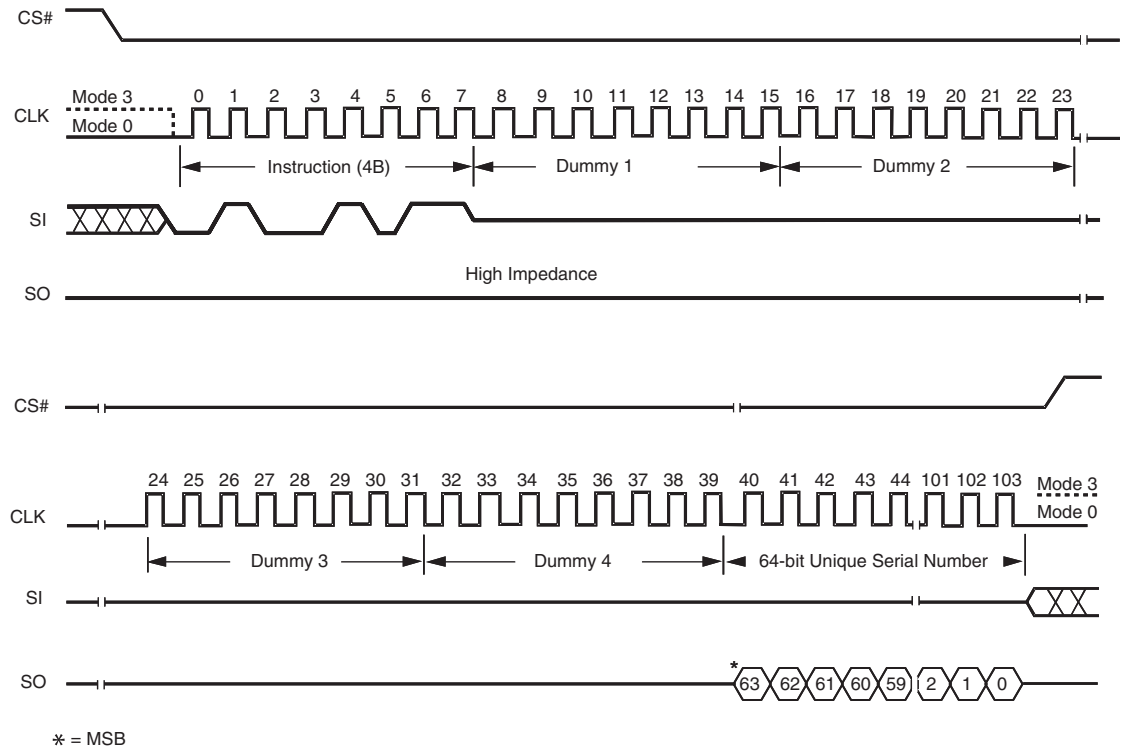 CS#
Mode 3
0 1 2 3 4 5 6 7 8 9 10 11 12 13 14 15 16 17 18 19 20 21 22 23
CLK
Mode 0
Instruction (4B) Dummy 1 Dummy 2
SI
High Impedance
SO
CS#
24 25 26 27 28 29 30 31 32 33 34 35 36 37 38 39 40 41 42 43 44 101 102 103
Mode 3
CLK
Mode 0
Dummy 3 Dummy 4 64-bit Unique Serial Number
SI
*
SO 63 62 61 60 59 2 1 0
* = MSB